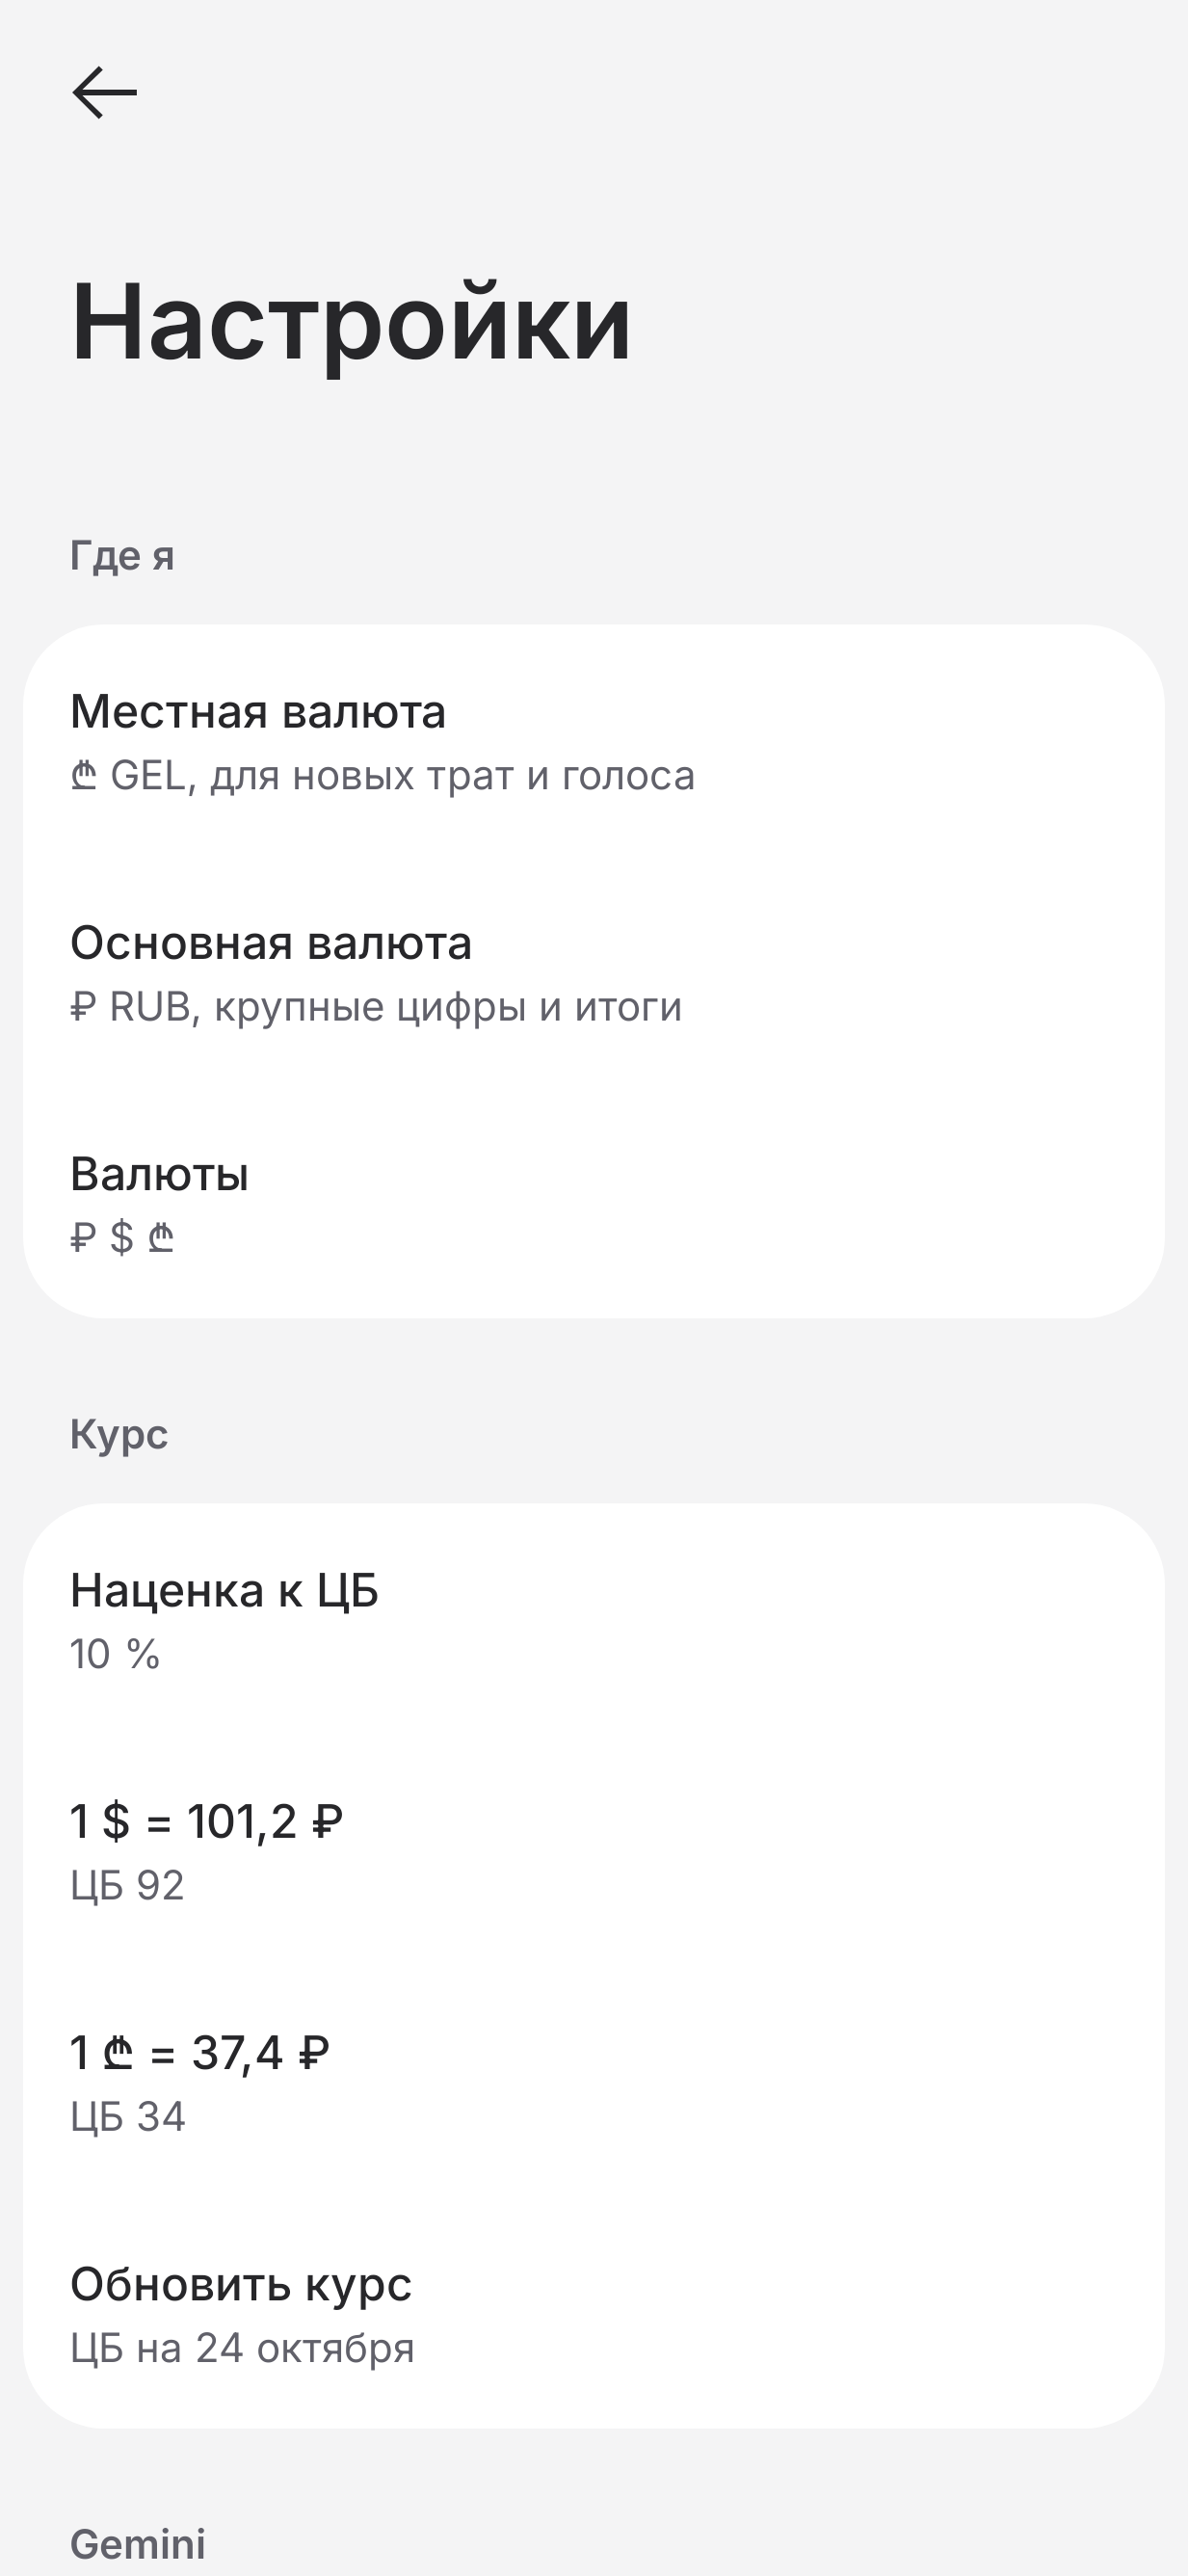 Настройки
Где я
Местная валюта
₾ GEL, для новых трат и голоса
Основная валюта
₽ RUB, крупные цифры и итоги
Валюты
₽ $ ₾
Курс
Наценка к ЦБ
10 %
1 $ = 101,2 ₽
ЦБ 92
1 ₾ = 37,4 ₽
ЦБ 34
Обновить курс
ЦБ на 24 октября
Gemini